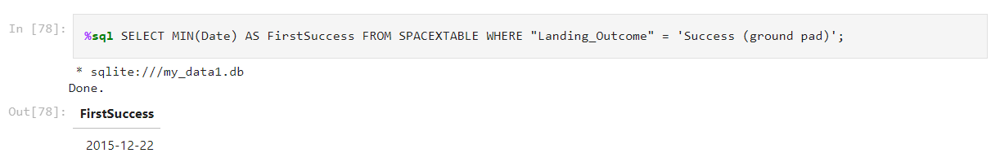 In [78]: %sql SELECT MIN(Date) AS FirstSuccess FROM SPACEXTABLE WHERE "Landing_Outcome" = 'Success (ground pad)';
* sqlite:///my_data1.db
Done.
Out[78]: FirstSuccess
2015-12-22